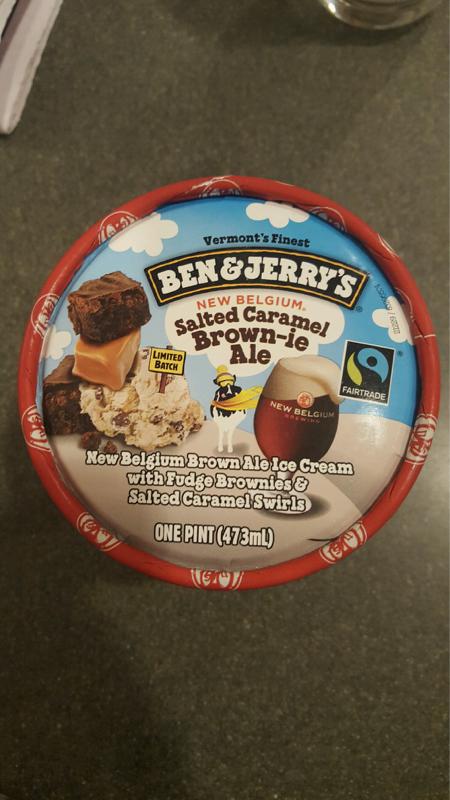 Vermont's Finest
BEN & JERRY'S
NEW BELGIUM®
Salted Caramel
Brown-ie
Ale
LIMITED
BATCH
FAIRTRADE
NEW BELGIUM
BREWING
New Belgium Brown Ale Ice Cream
with Fudge Brownies &
Salted Caramel Swirls
ONE PINT (473mL)